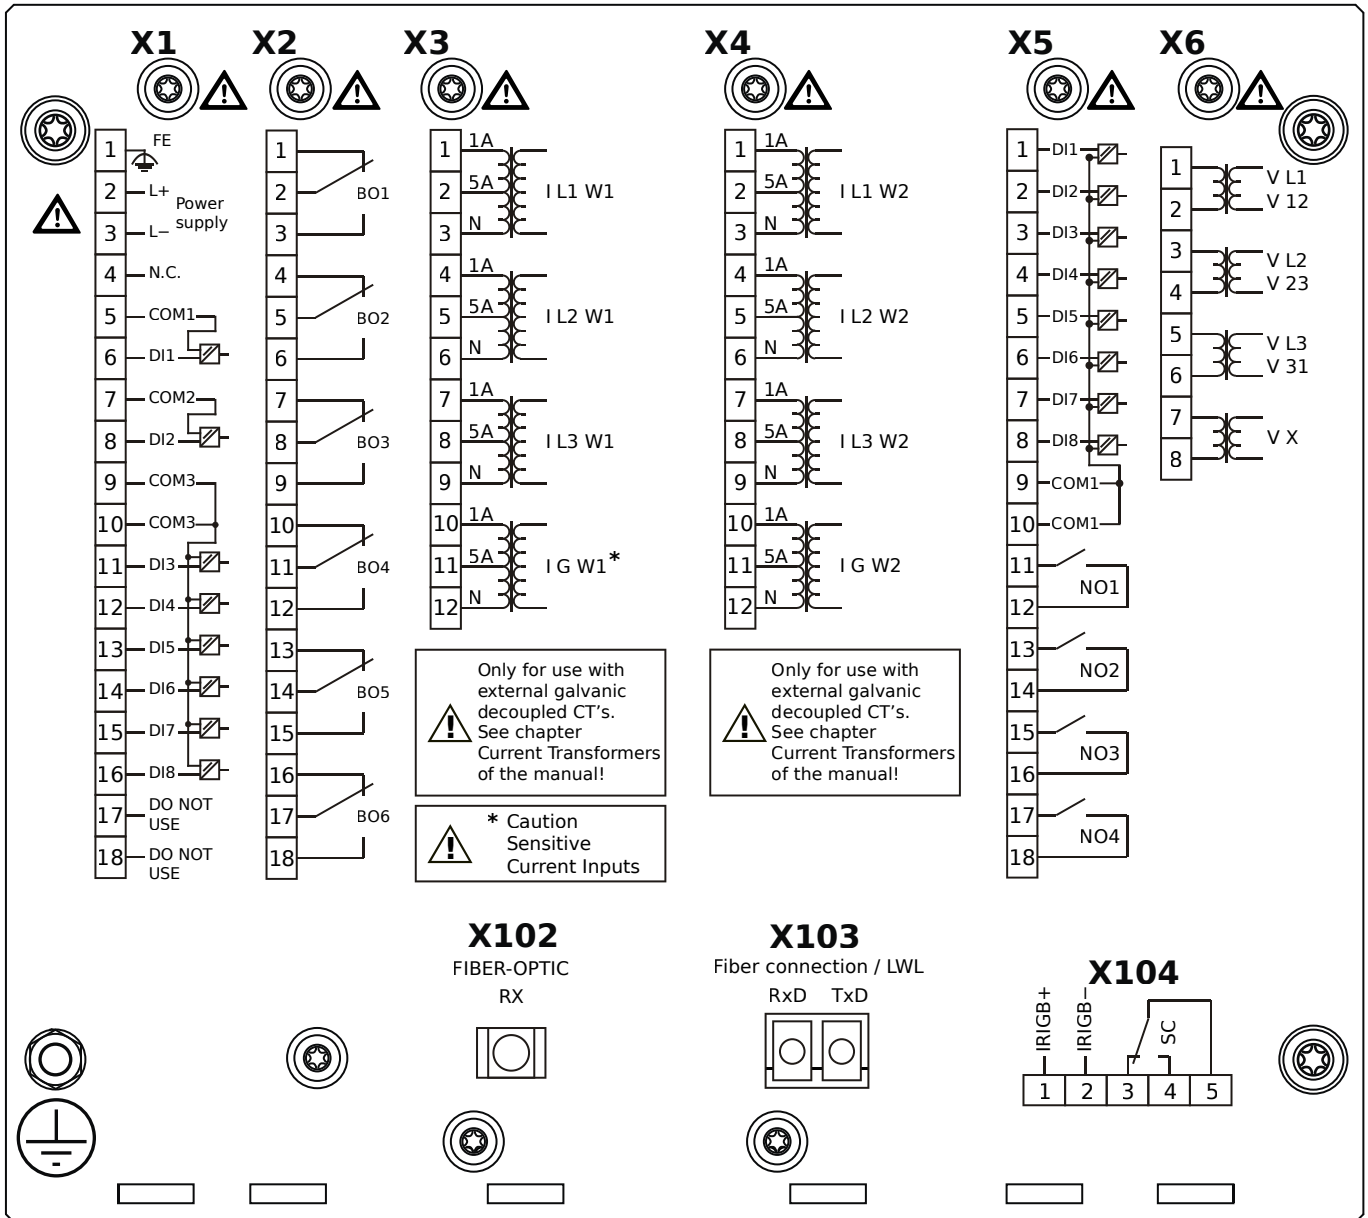 X1 X2 X3 X4 X5 X6
1 FE
2 L+ Power
3 L− supply
4 N.C.
5 COM1
6 DI1
7 COM2
8 DI2
9 COM3
10 COM3
11 DI3
12 DI4
13 DI5
14 DI6
15 DI7
16 DI8
17 DO NOT
USE
18 DO NOT
USE
1
2 BO1
3
4
5 BO2
6
7
8 BO3
9
10
11 BO4
12
13
14 BO5
15
16
17 BO6
18
1 1A
2 5A I L1 W1
3 N
4 1A
5 5A I L2 W1
6 N
7 1A
8 5A I L3 W1
9 N
10 1A
11 5A I G W1*
12 N
Only for use with
external galvanic
decoupled CT's.
See chapter
Current Transformers
of the manual!
* Caution
Sensitive
Current Inputs
1 1A
2 5A I L1 W2
3 N
4 1A
5 5A I L2 W2
6 N
7 1A
8 5A I L3 W2
9 N
10 1A
11 5A I G W2
12 N
Only for use with
external galvanic
decoupled CT's.
See chapter
Current Transformers
of the manual!
1 DI1
2 DI2
3 DI3
4 DI4
5 DI5
6 DI6
7 DI7
8 DI8
9 COM1
10 COM1
11
NO1
12
13
NO2
14
15
NO3
16
17
NO4
18
1 V L1
2 V 12
3 V L2
4 V 23
5 V L3
6 V 31
7
V X
8
X102
FIBER-OPTIC
RX
X103
Fiber connection / LWL
RxD TxD
X104
IRIGB+ IRIGB− SC
1 2 3 4 5